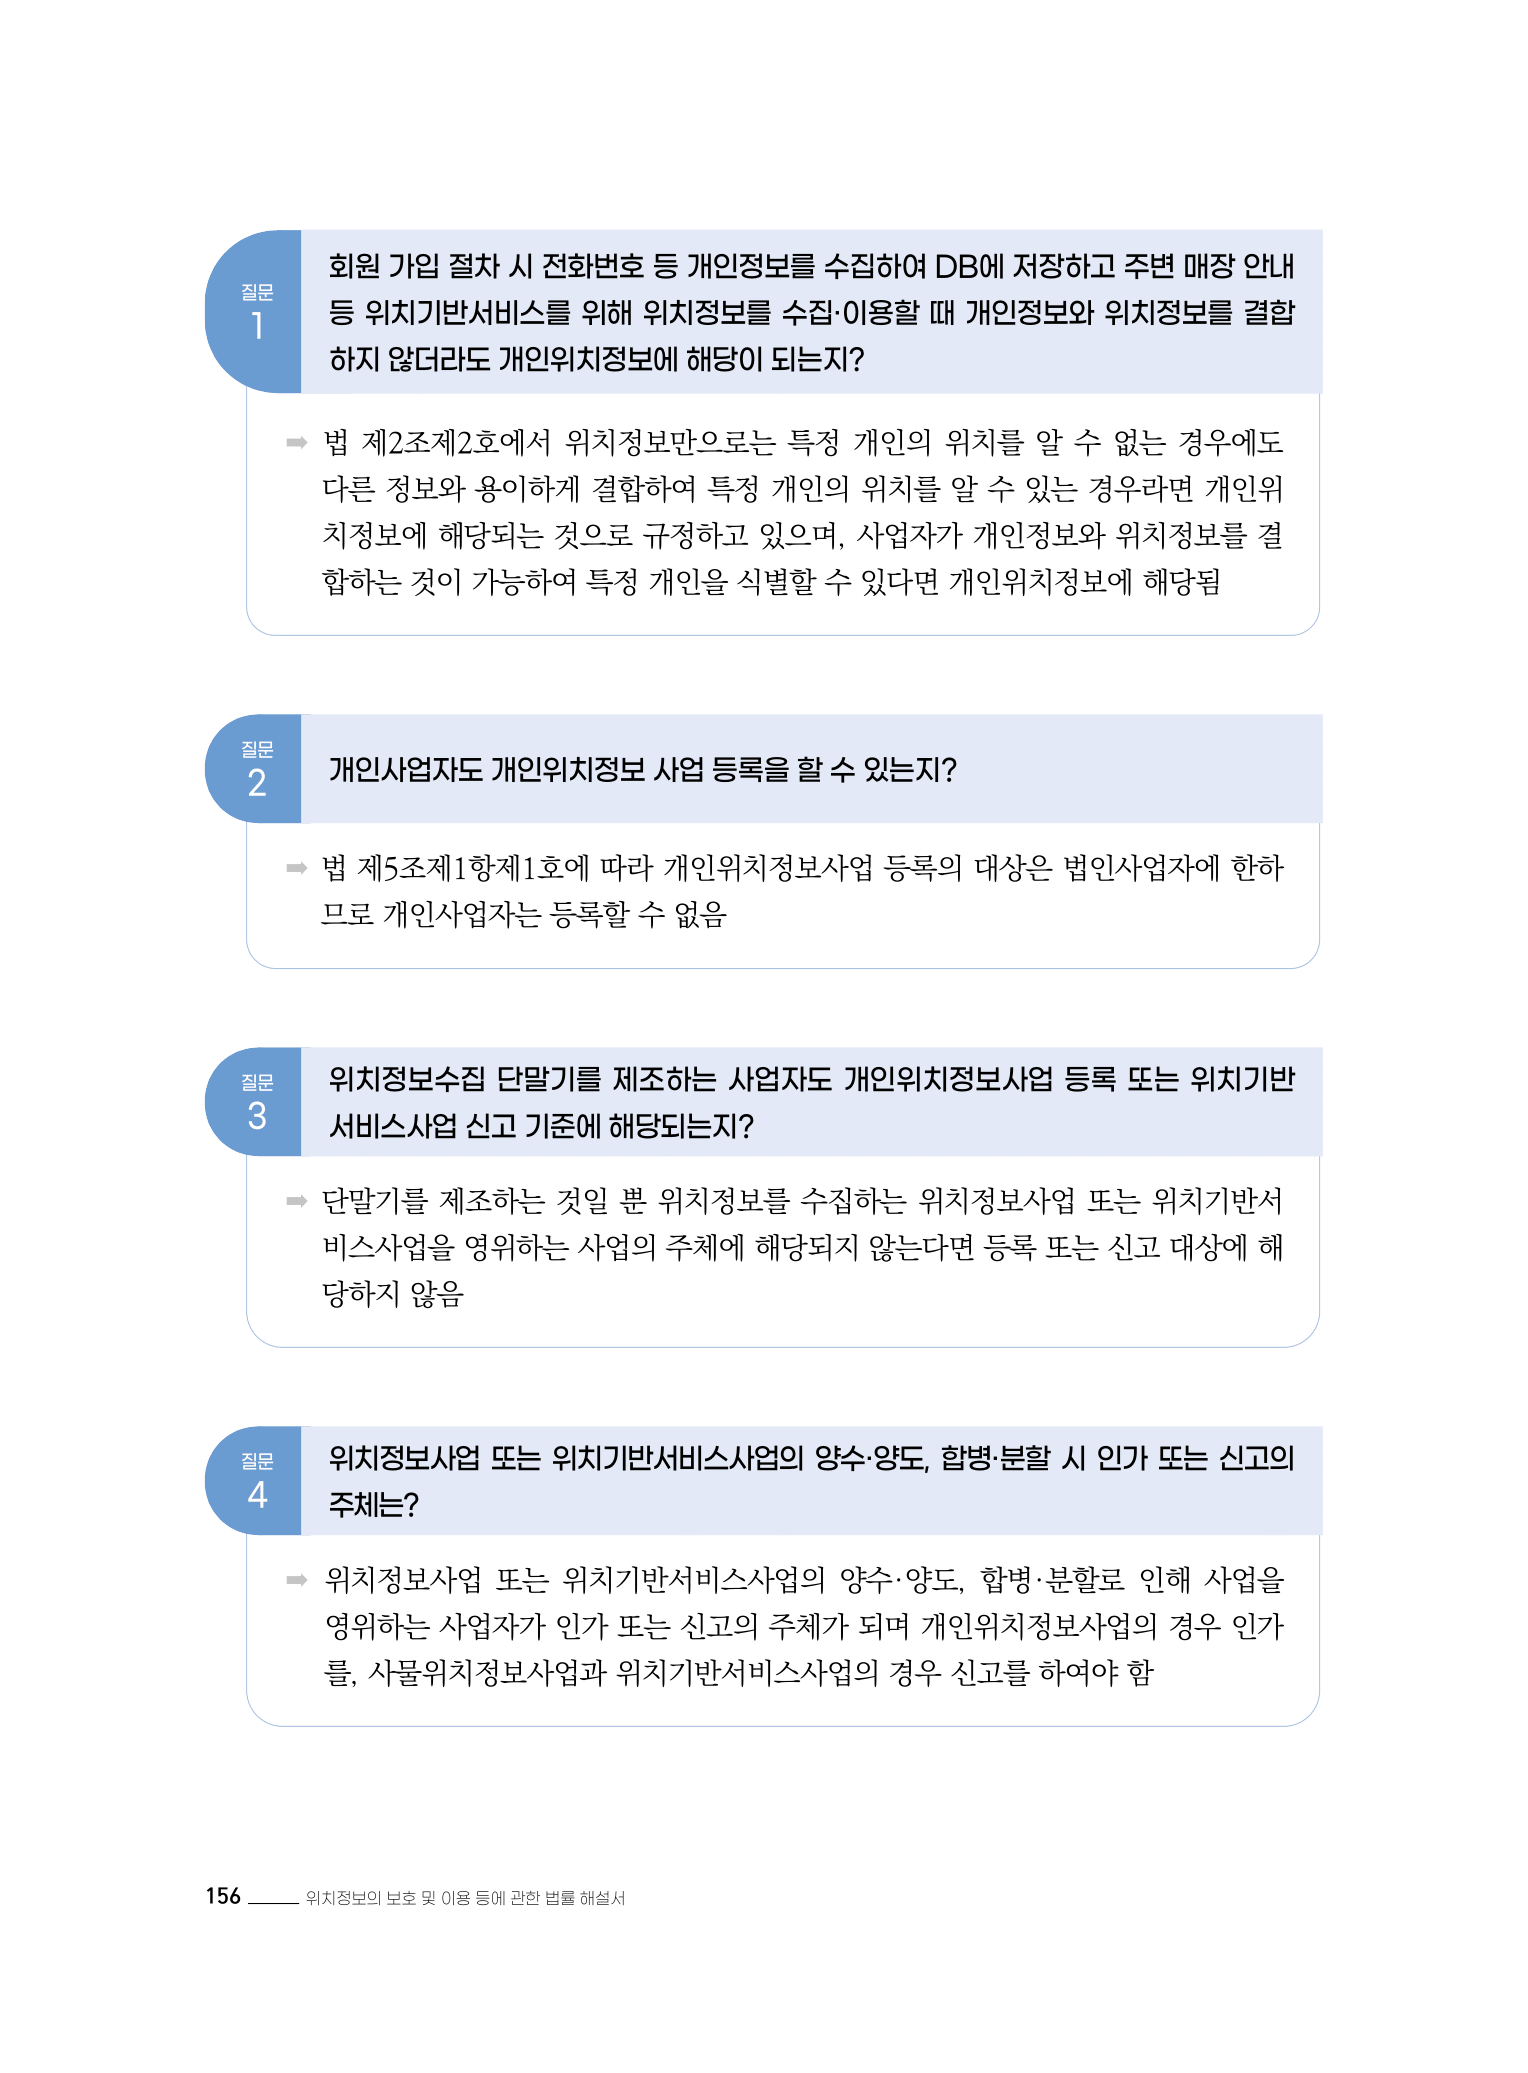 질문
1
회원 가입 절차 시 전화번호 등 개인정보를 수집하여 DB에 저장하고 주변 매장 안내
등 위치기반서비스를 위해 위치정보를 수집·이용할 때 개인정보와 위치정보를 결합
하지 않더라도 개인위치정보에 해당이 되는지?
➡ 법 제2조제2호에서 위치정보만으로는 특정 개인의 위치를 알 수 없는 경우에도
다른 정보와 용이하게 결합하여 특정 개인의 위치를 알 수 있는 경우라면 개인위
치정보에 해당되는 것으로 규정하고 있으며, 사업자가 개인정보와 위치정보를 결
합하는 것이 가능하여 특정 개인을 식별할 수 있다면 개인위치정보에 해당됨
질문
2
개인사업자도 개인위치정보 사업 등록을 할 수 있는지?
➡ 법 제5조제1항제1호에 따라 개인위치정보사업 등록의 대상은 법인사업자에 한하
므로 개인사업자는 등록할 수 없음
질문
3
위치정보수집 단말기를 제조하는 사업자도 개인위치정보사업 등록 또는 위치기반
서비스사업 신고 기준에 해당되는지?
➡ 단말기를 제조하는 것일 뿐 위치정보를 수집하는 위치정보사업 또는 위치기반서
비스사업을 영위하는 사업의 주체에 해당되지 않는다면 등록 또는 신고 대상에 해
당하지 않음
질문
4
위치정보사업 또는 위치기반서비스사업의 양수·양도, 합병·분할 시 인가 또는 신고의
주체는?
➡ 위치정보사업 또는 위치기반서비스사업의 양수·양도, 합병·분할로 인해 사업을
영위하는 사업자가 인가 또는 신고의 주체가 되며 개인위치정보사업의 경우 인가
를, 사물위치정보사업과 위치기반서비스사업의 경우 신고를 하여야 함
156 위치정보의 보호 및 이용 등에 관한 법률 해설서